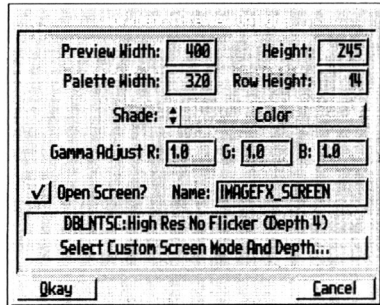 Preview Width: 400 Height: 245
Palette Width: 320 Row Height: 14
Shade: Color
Gamma Adjust R: 1.0 G: 1.0 B: 1.0
Open Screen? Name: IMAGEFX_SCREEN
DBLNTSC:High Res No Flicker (Depth 4)
Select Custom Screen Mode And Depth...
Okay Cancel